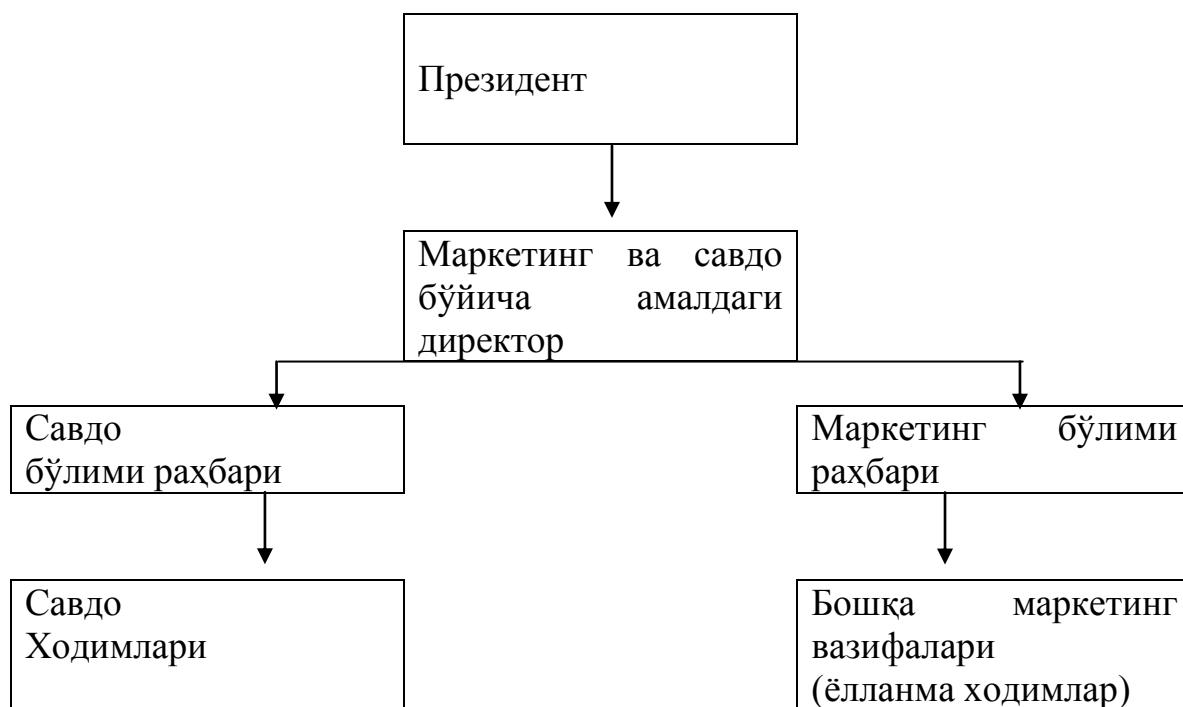 Президент
Маркетинг ва савдо
бўйича амалдаги
директор
Савдо
бўлими раҳбари
Маркетинг бўлими
раҳбари
Савдо
Ходимлари
Бошқа маркетинг
вазифалари
(ёлланма ходимлар)